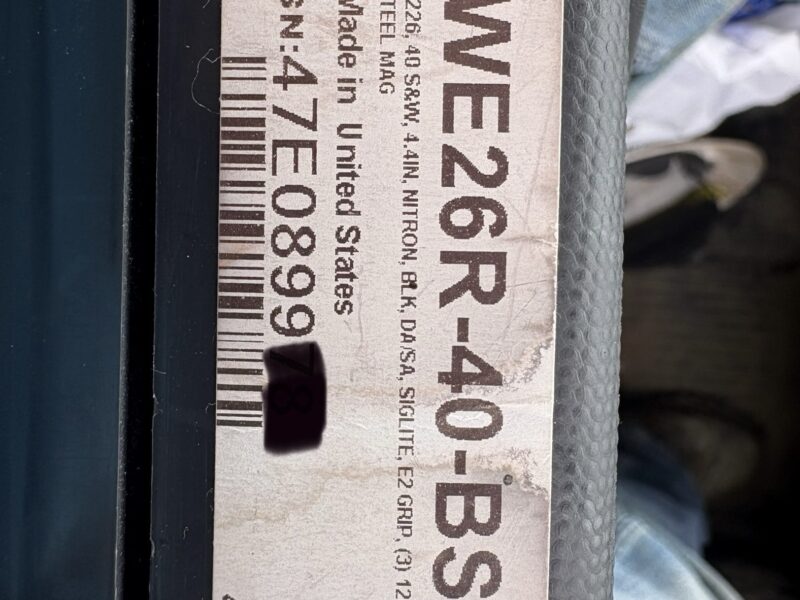 WE26R-40-BS
226, 40 S&W, 4.4IN, NITRON, BLK, DA/SA, SIGLITE, E2 GRIP, (3) 12
TEEL MAG
Made in United States
SN:47E0899